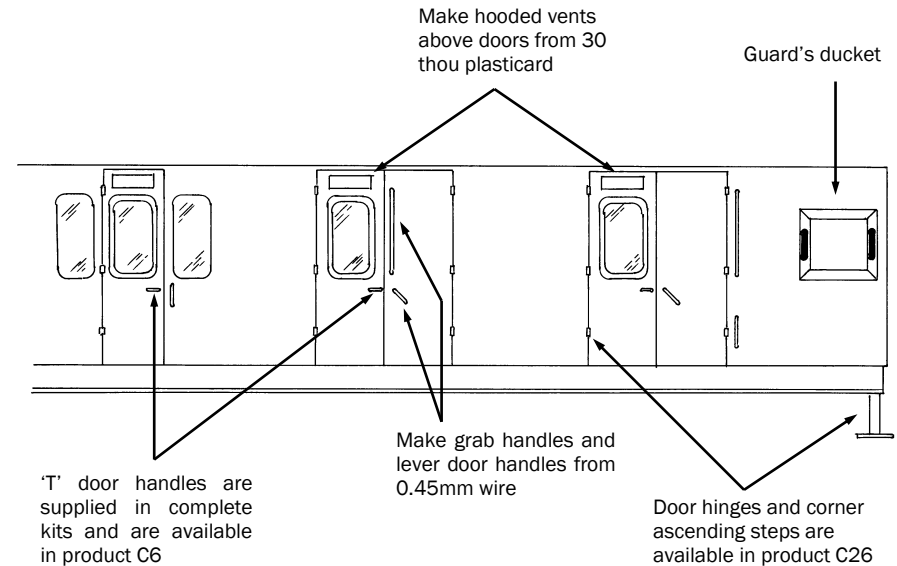 Make hooded vents
above doors from 30
thou plasticard
Guard's ducket
Make grab handles and
lever door handles from
0.45mm wire
‘T’ door handles are
supplied in complete
kits and are available
in product C6
Door hinges and corner
ascending steps are
available in product C26